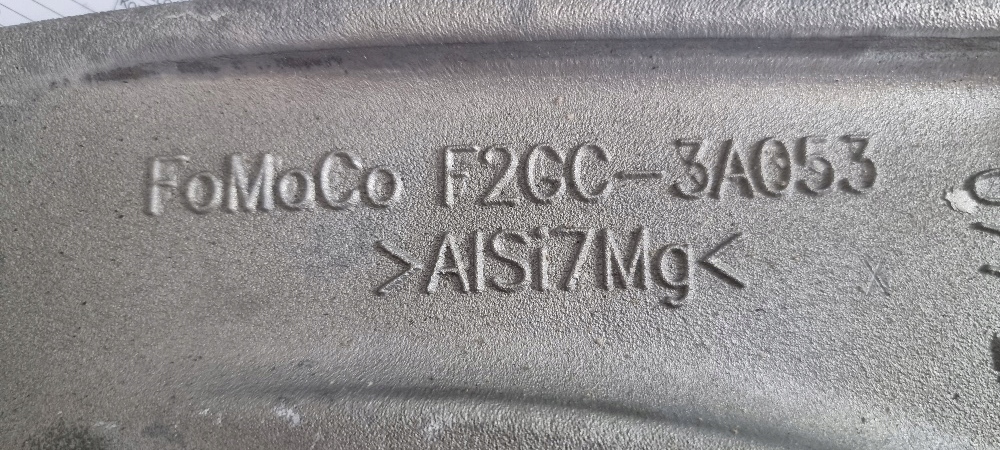 FoMoCo F2GC-3A053
>AlSi7Mg<
X